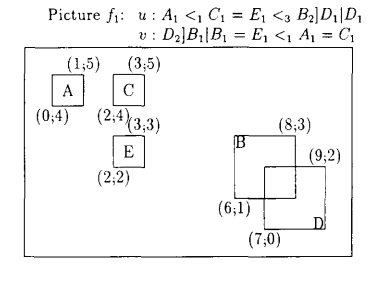 Picture f₁: u : A₁ <₁ C₁ = E₁ <₃ B₂]D₁|D₁
v : D₂]B₁|B₁ = E₁ <₁ A₁ = C₁
(1;5) (3;5)
A C
(0;4) (2;4)
(3;3) (8;3)
E B
(9;2)
(2;2)
(6;1)
D
(7;0)